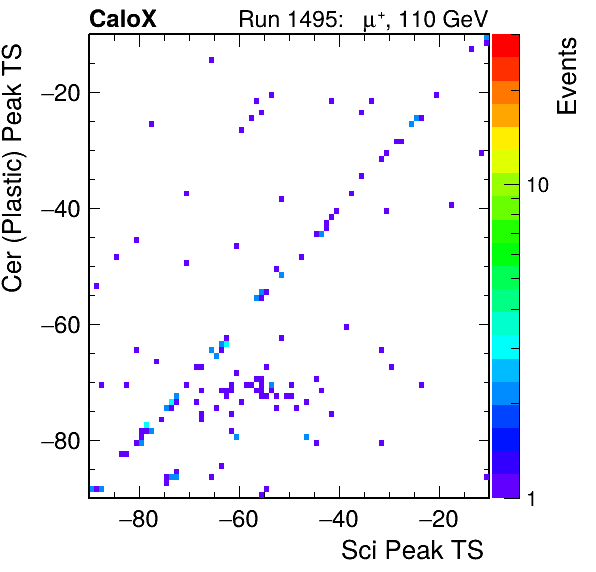 CaloX Run 1495: μ⁺, 110 GeV
Cer (Plastic) Peak TS
Events
−20
−40
−60
−80
10
1
−80 −60 −40 −20
Sci Peak TS